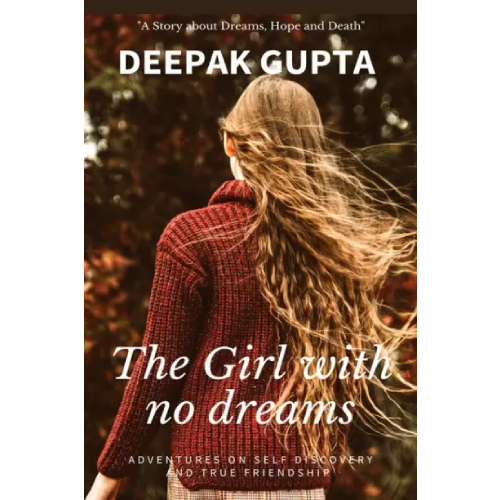 "A Story about Dreams, Hope and Death"
DEEPAK GUPTA
The Girl with
no dreams
ADVENTURES ON SELF DISCOVERY
AND TRUE FRIENDSHIP